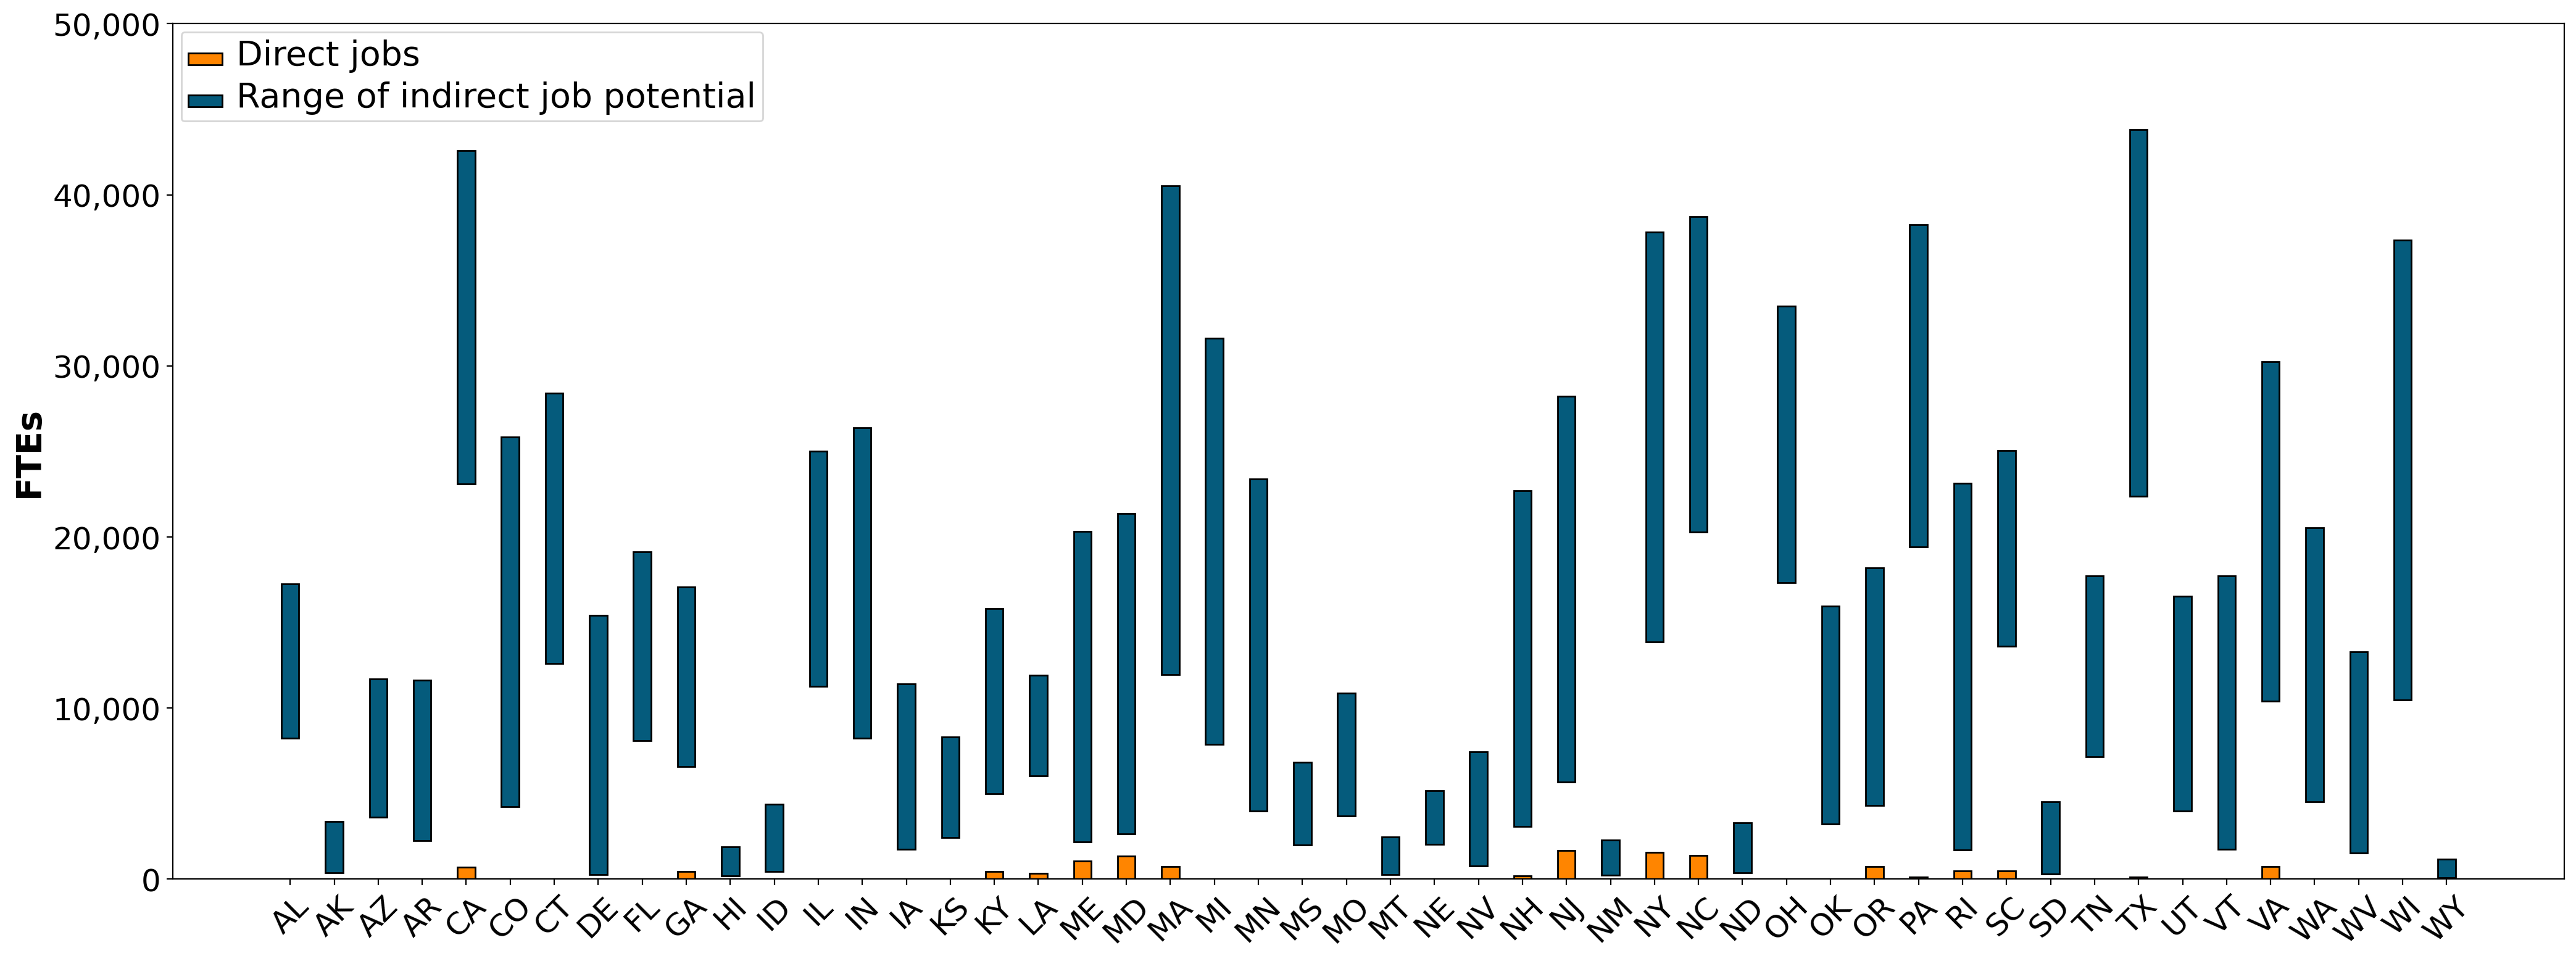 50,000
40,000
30,000
20,000
10,000
0
FTEs
Direct jobs
Range of indirect job potential
AL AK AZ AR CA CO CT DE FL GA HI ID IL IN IA KS KY LA ME MD MA MI MN MS MO MT NE NV NH NJ NM NY NC ND OH OK OR PA RI SC SD TN TX UT VT VA WA WV WI WY